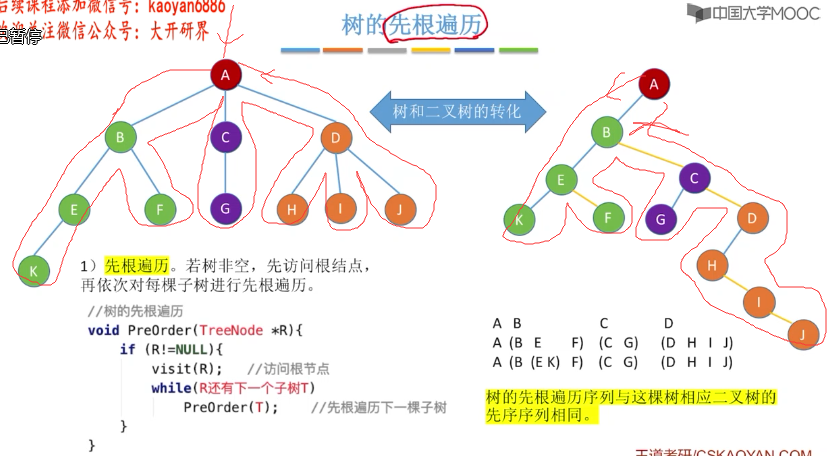 后续课程添加微信号：kaoyan6886
关注微信公众号：大开研界
已暂停
树的先根遍历
中国大学MOOC
A
B
C
D
E
F
G
H
I
J
K
树和二叉树的转化
A
B
E
C
K
F
G
D
H
I
J
1）先根遍历。若树非空，先访问根结点，
再依次对每棵子树进行先根遍历。
//树的先根遍历
void PreOrder(TreeNode *R){
if (R!=NULL){
visit(R); //访问根节点
while(R还有下一个子树T)
PreOrder(T); //先根遍历下一棵子树
}
}
A B C D
A (B E F) (C G) (D H I J)
A (B (E K) F) (C G) (D H I J)
树的先根遍历序列与这棵树相应二叉树的
先序序列相同。
王道考研/CSKAOYAN.COM